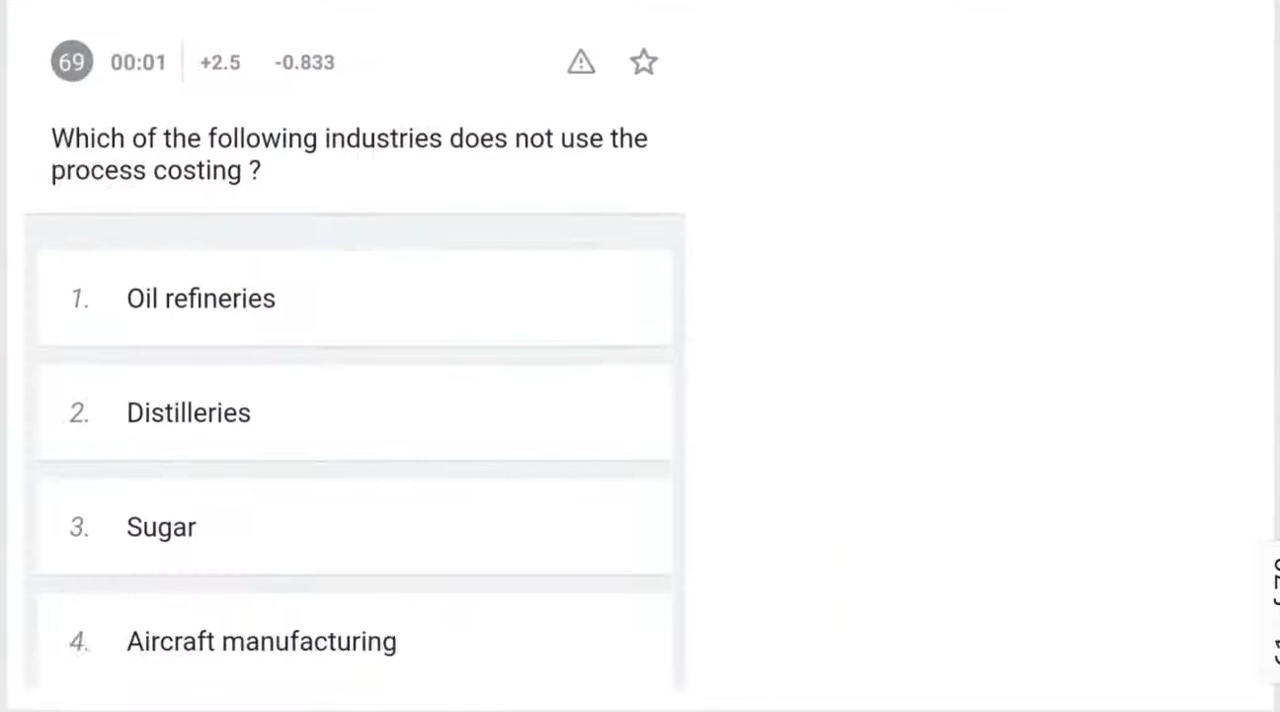 69 00:01 +2.5 -0.833
Which of the following industries does not use the
process costing ?
1. Oil refineries
2. Distilleries
3. Sugar
4. Aircraft manufacturing